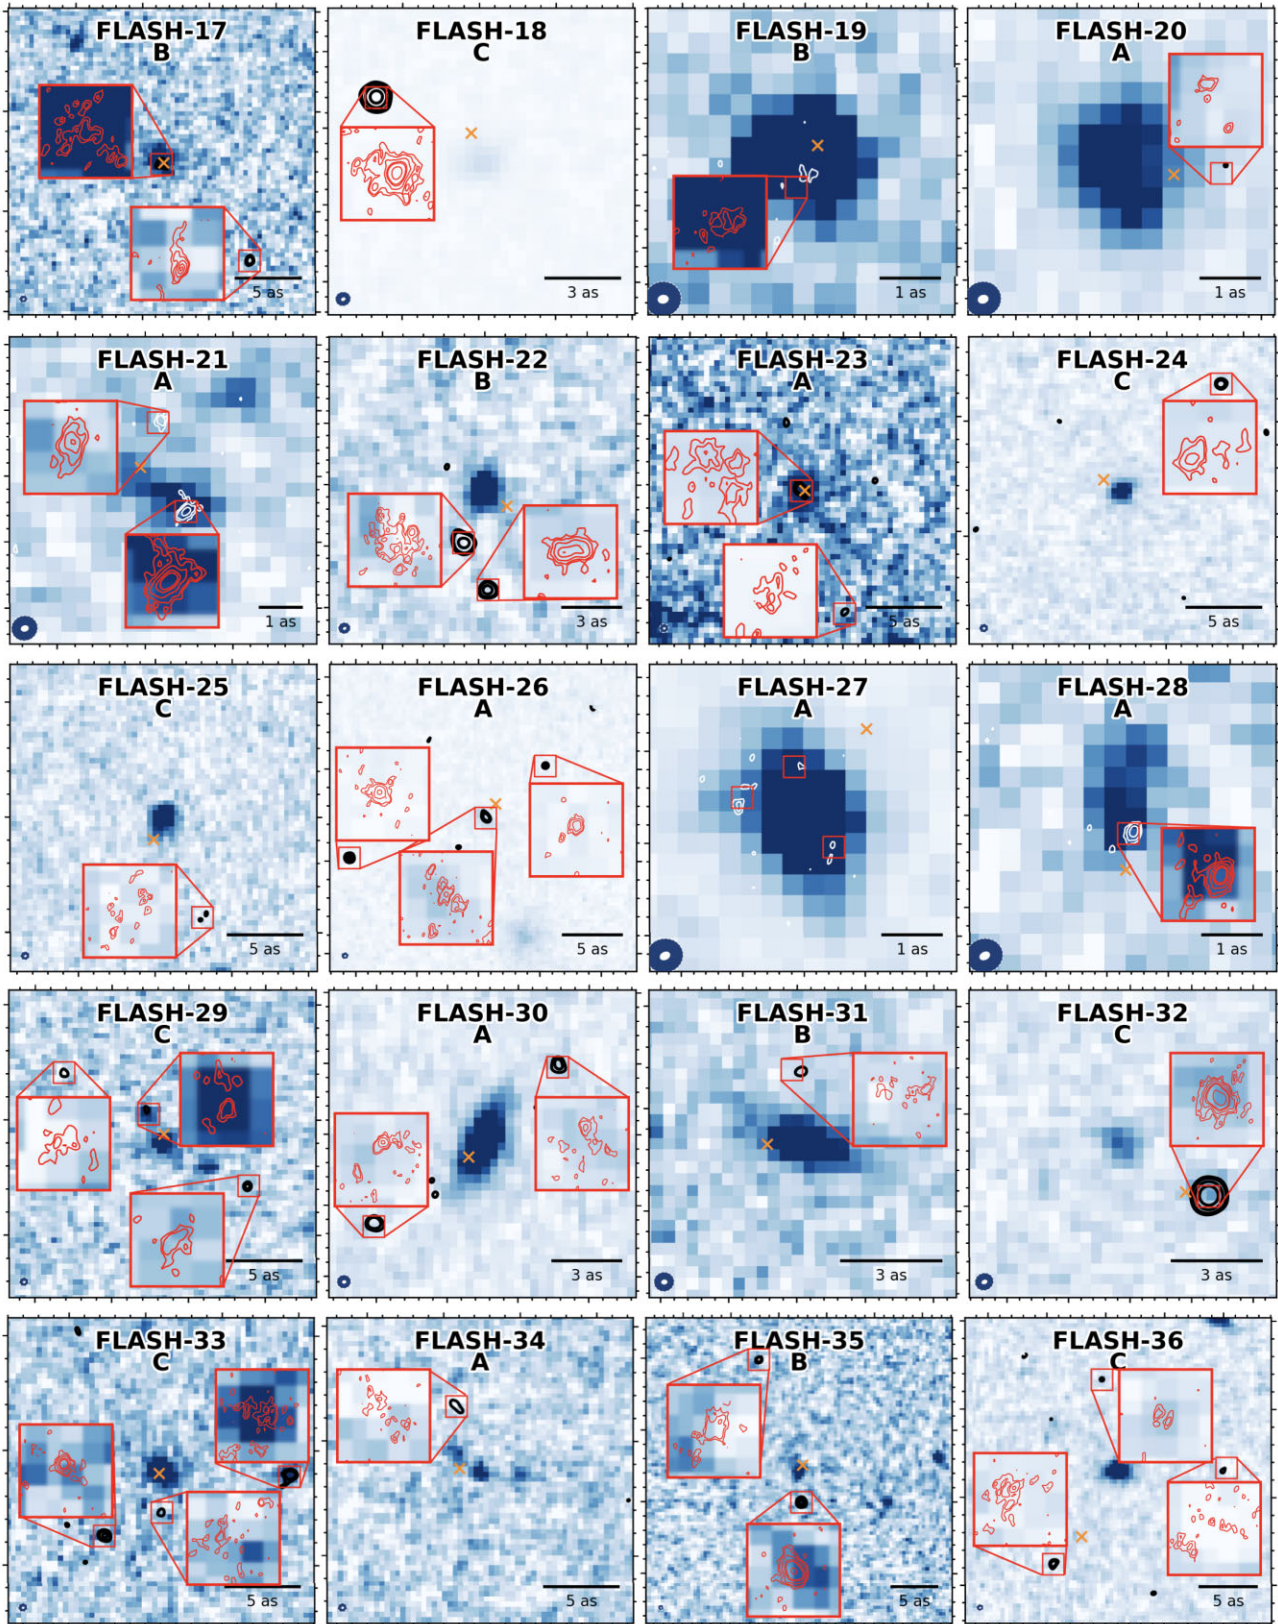 FLASH-17
B
5 as
FLASH-18
C
3 as
FLASH-19
B
1 as
FLASH-20
A
1 as
FLASH-21
A
1 as
FLASH-22
B
3 as
FLASH-23
A
5 as
FLASH-24
C
5 as
FLASH-25
C
5 as
FLASH-26
A
5 as
FLASH-27
A
1 as
FLASH-28
A
1 as
FLASH-29
C
5 as
FLASH-30
A
3 as
FLASH-31
B
3 as
FLASH-32
C
3 as
FLASH-33
C
5 as
FLASH-34
A
5 as
FLASH-35
B
5 as
FLASH-36
C
5 as